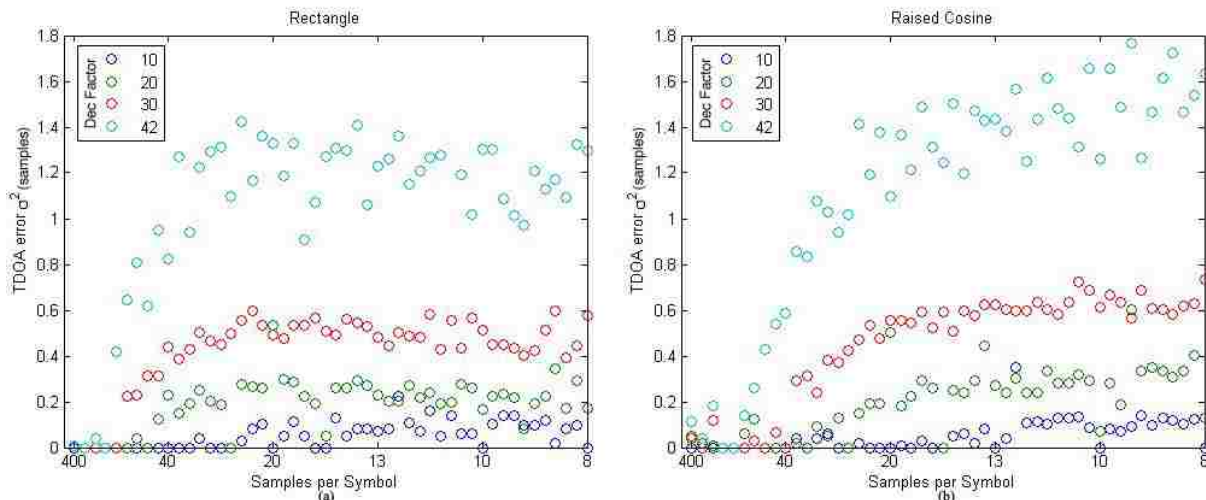 Rectangle
1.8
1.6
1.4
1.2
1
0.8
0.6
0.4
0.2
0
TDOA error σ² (samples)
Dec Factor
10
20
30
42
400 40 20 13 10 8
Samples per Symbol
(a)
Raised Cosine
1.8
1.6
1.4
1.2
1
0.8
0.6
0.4
0.2
0
TDOA error σ² (samples)
Dec Factor
10
20
30
42
400 40 20 13 10 8
Samples per Symbol
(b)